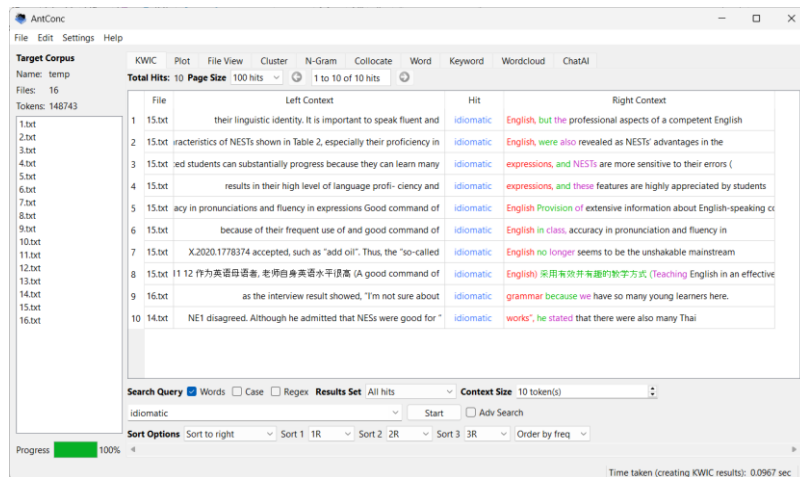 AntConc
File Edit Settings Help
Target Corpus
Name: temp
Files: 16
Tokens: 148743
1.txt
2.txt
3.txt
4.txt
5.txt
6.txt
7.txt
8.txt
9.txt
10.txt
11.txt
12.txt
13.txt
14.txt
15.txt
16.txt
Progress 100%
KWIC Plot File View Cluster N-Gram Collocate Word Keyword Wordcloud ChatAI
Total Hits: 10 Page Size 100 hits 1 to 10 of 10 hits
File Left Context Hit Right Context
1 15.txt their linguistic identity. It is important to speak fluent and idiomatic English, but the professional aspects of a competent English
2 15.txt aracteristics of NESTs shown in Table 2, especially their proficiency in idiomatic English, were also revealed as NESTs' advantages in the
3 15.txt ed students can substantially progress because they can learn many idiomatic expressions, and NESTs are more sensitive to their errors (
4 15.txt results in their high level of language profi- ciency and idiomatic expressions, and these features are highly appreciated by students
5 15.txt acy in pronunciations and fluency in expressions Good command of idiomatic English Provision of extensive information about English-speaking co
6 15.txt because of their frequent use of and good command of idiomatic English in class, accuracy in pronunciation and fluency in
7 15.txt X.2020.1778374 accepted, such as "add oil". Thus, the "so-called idiomatic English no longer seems to be the unshakable mainstream
8 15.txt 11 12 作为英语母语者, 老师自身英语水平很高 (A good command of idiomatic English) 采用有效并有趣的教学方式 (Teaching English in an effective
9 16.txt as the interview result showed, "I'm not sure about idiomatic grammar because we have so many young learners here.
10 14.txt NE1 disagreed. Although he admitted that NESs were good for " idiomatic works", he stated that there were also many Thai
Search Query Words Case Regex Results Set All hits Context Size 10 token(s)
idiomatic Start Adv Search
Sort Options Sort to right Sort 1 1R Sort 2 2R Sort 3 3R Order by freq
Time taken (creating KWIC results): 0.0967 sec